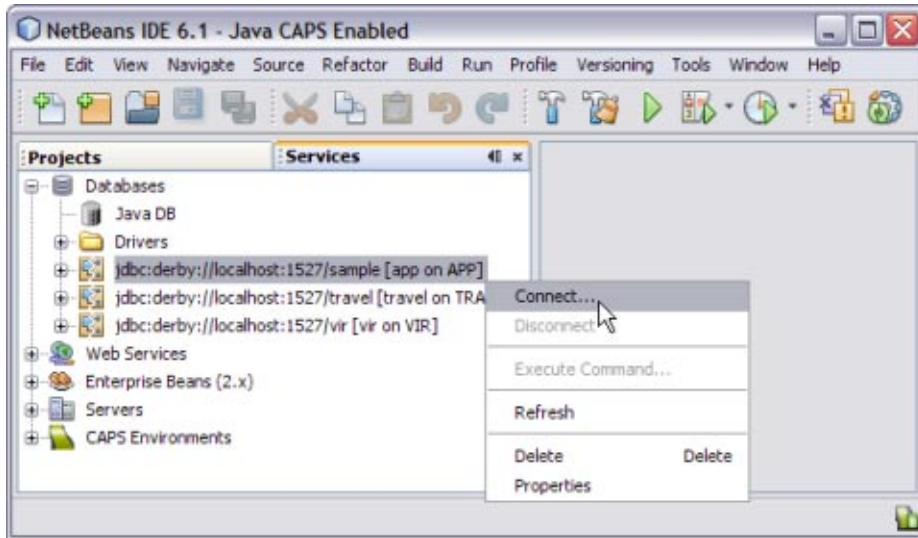 NetBeans IDE 6.1 - Java CAPS Enabled
File Edit View Navigate Source Refactor Build Run Profile Versioning Tools Window Help
Projects Services
Databases
Java DB
Drivers
jdbc:derby://localhost:1527/sample [app on APP]
jdbc:derby://localhost:1527/travel [travel on TRA
jdbc:derby://localhost:1527/vir [vir on VIR]
Web Services
Enterprise Beans (2.x)
Servers
CAPS Environments
Connect...
Disconnect
Execute Command...
Refresh
Delete Delete
Properties